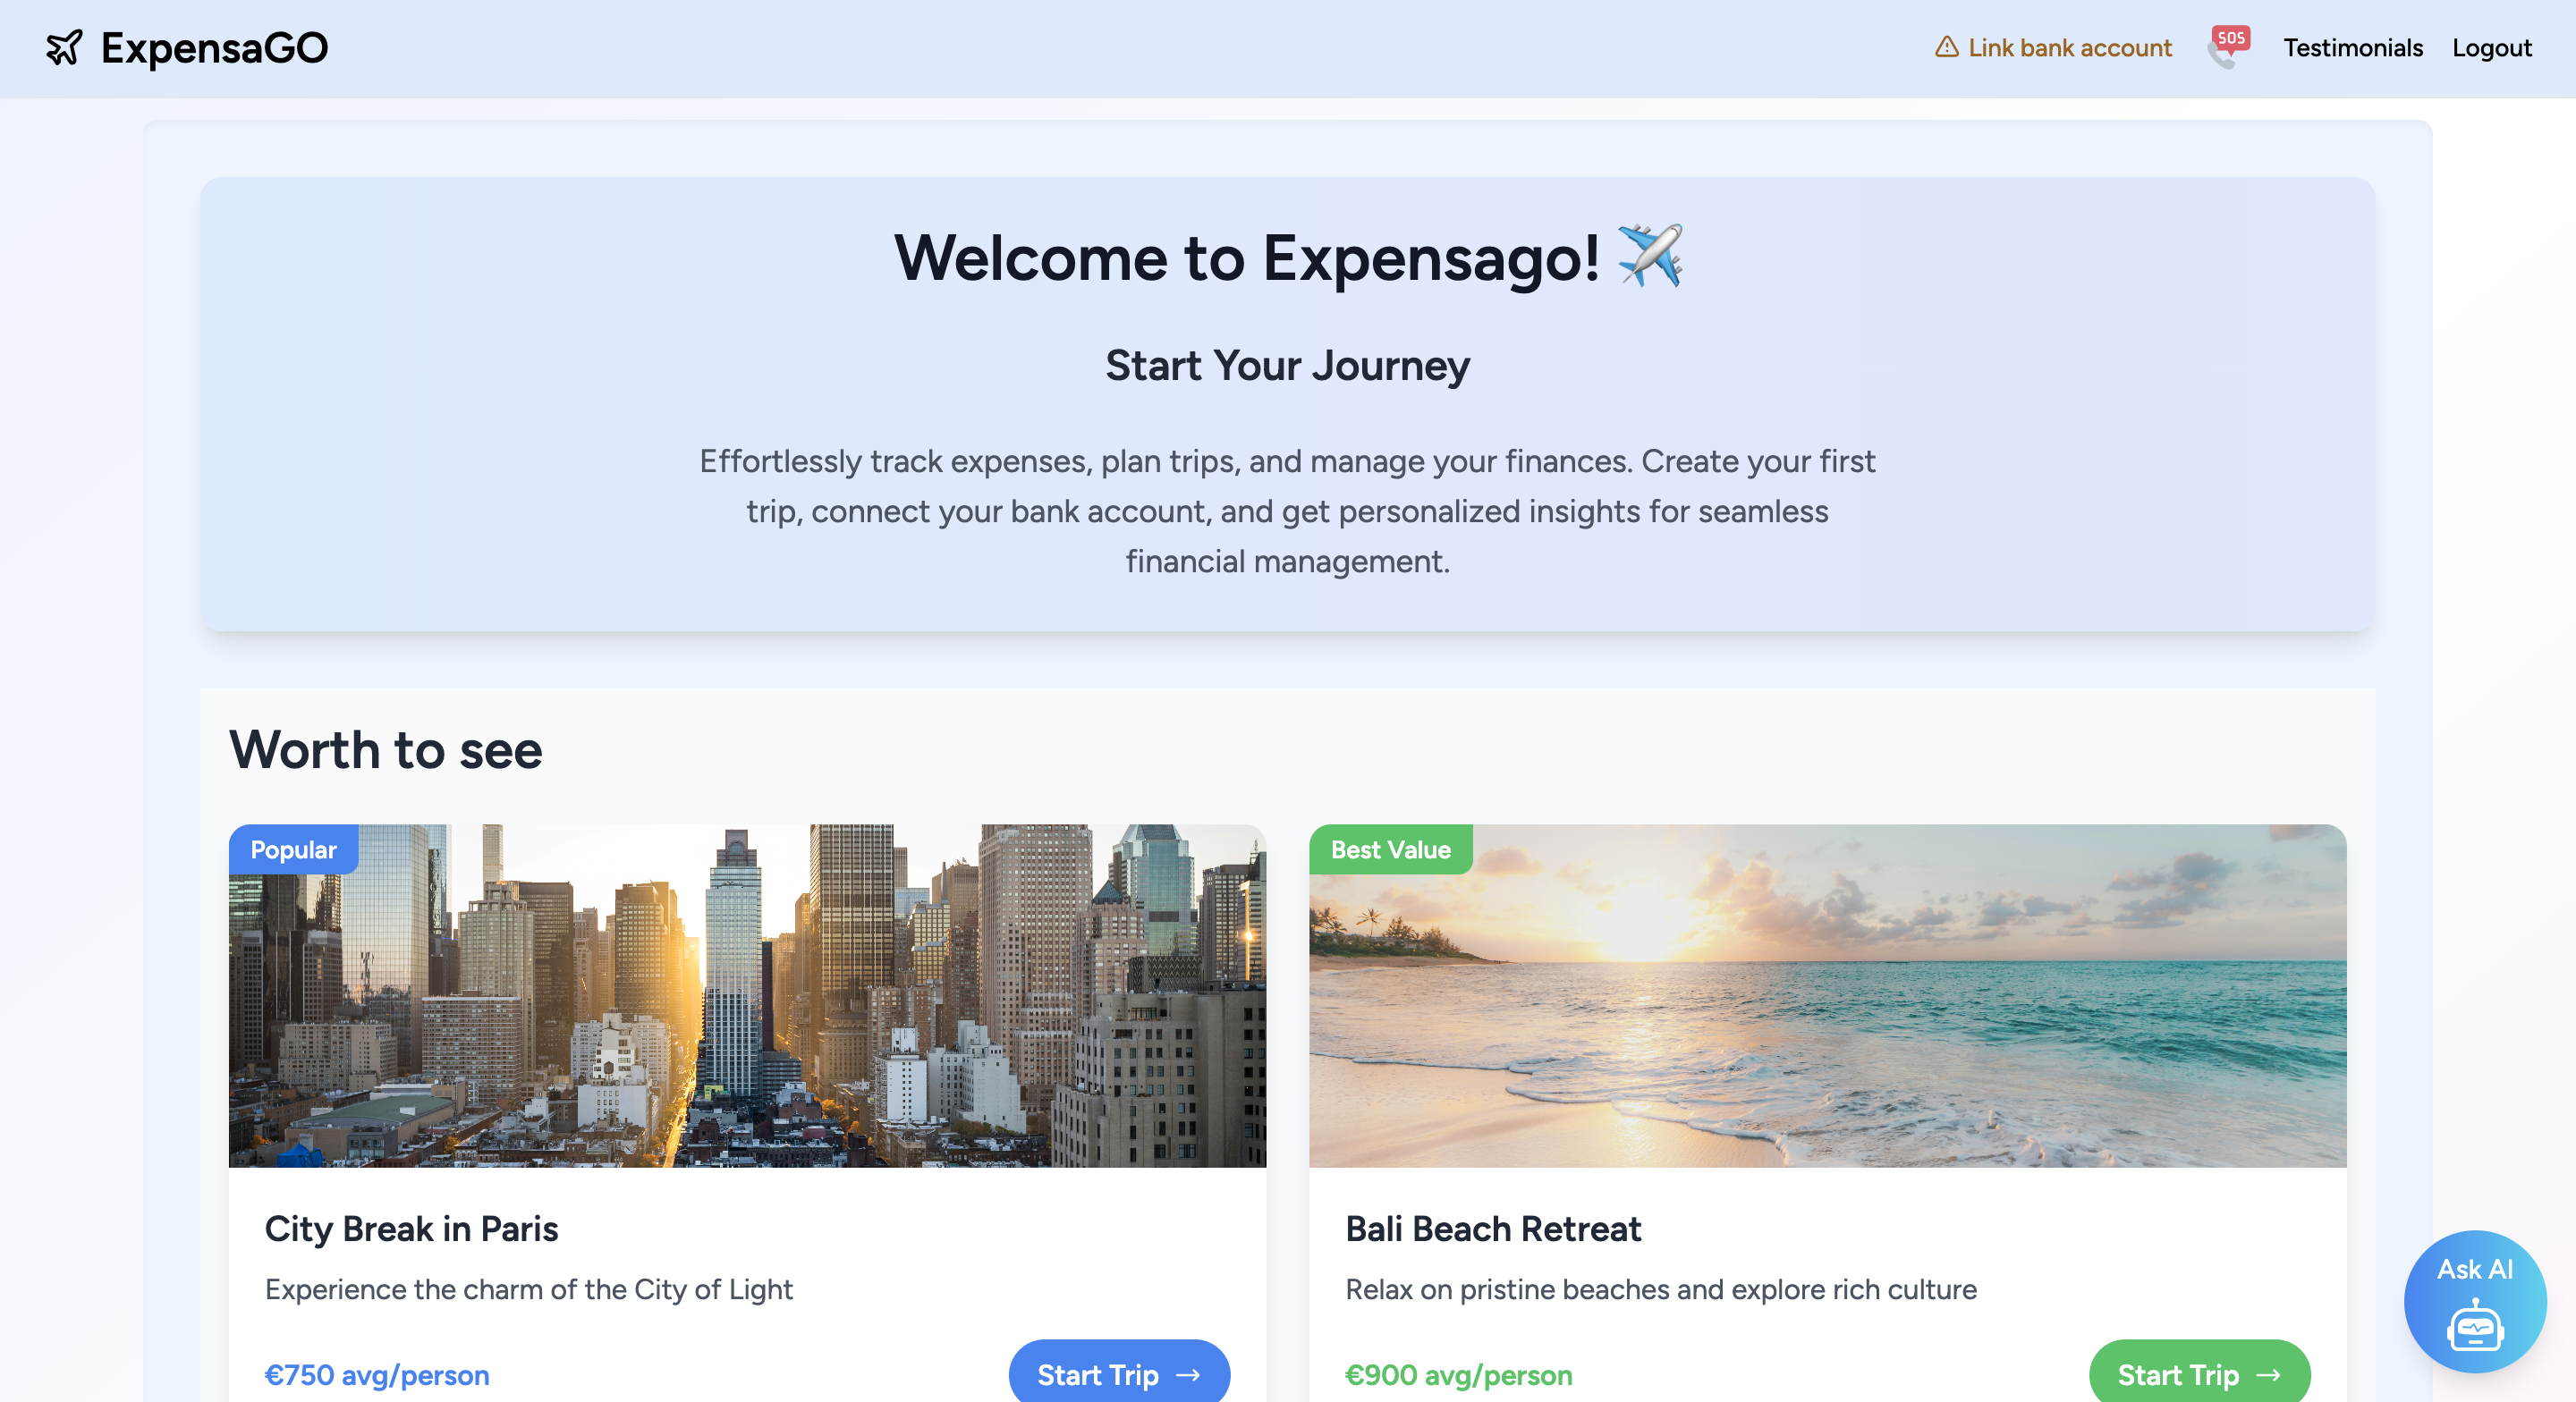 ExpensaGO
Link bank account
SOS
Testimonials
Logout
Welcome to Expensago! ✈️
Start Your Journey
Effortlessly track expenses, plan trips, and manage your finances. Create your first
trip, connect your bank account, and get personalized insights for seamless
financial management.
Worth to see
Popular
City Break in Paris
Experience the charm of the City of Light
€750 avg/person
Start Trip →
Best Value
Bali Beach Retreat
Relax on pristine beaches and explore rich culture
€900 avg/person
Start Trip →
Ask AI